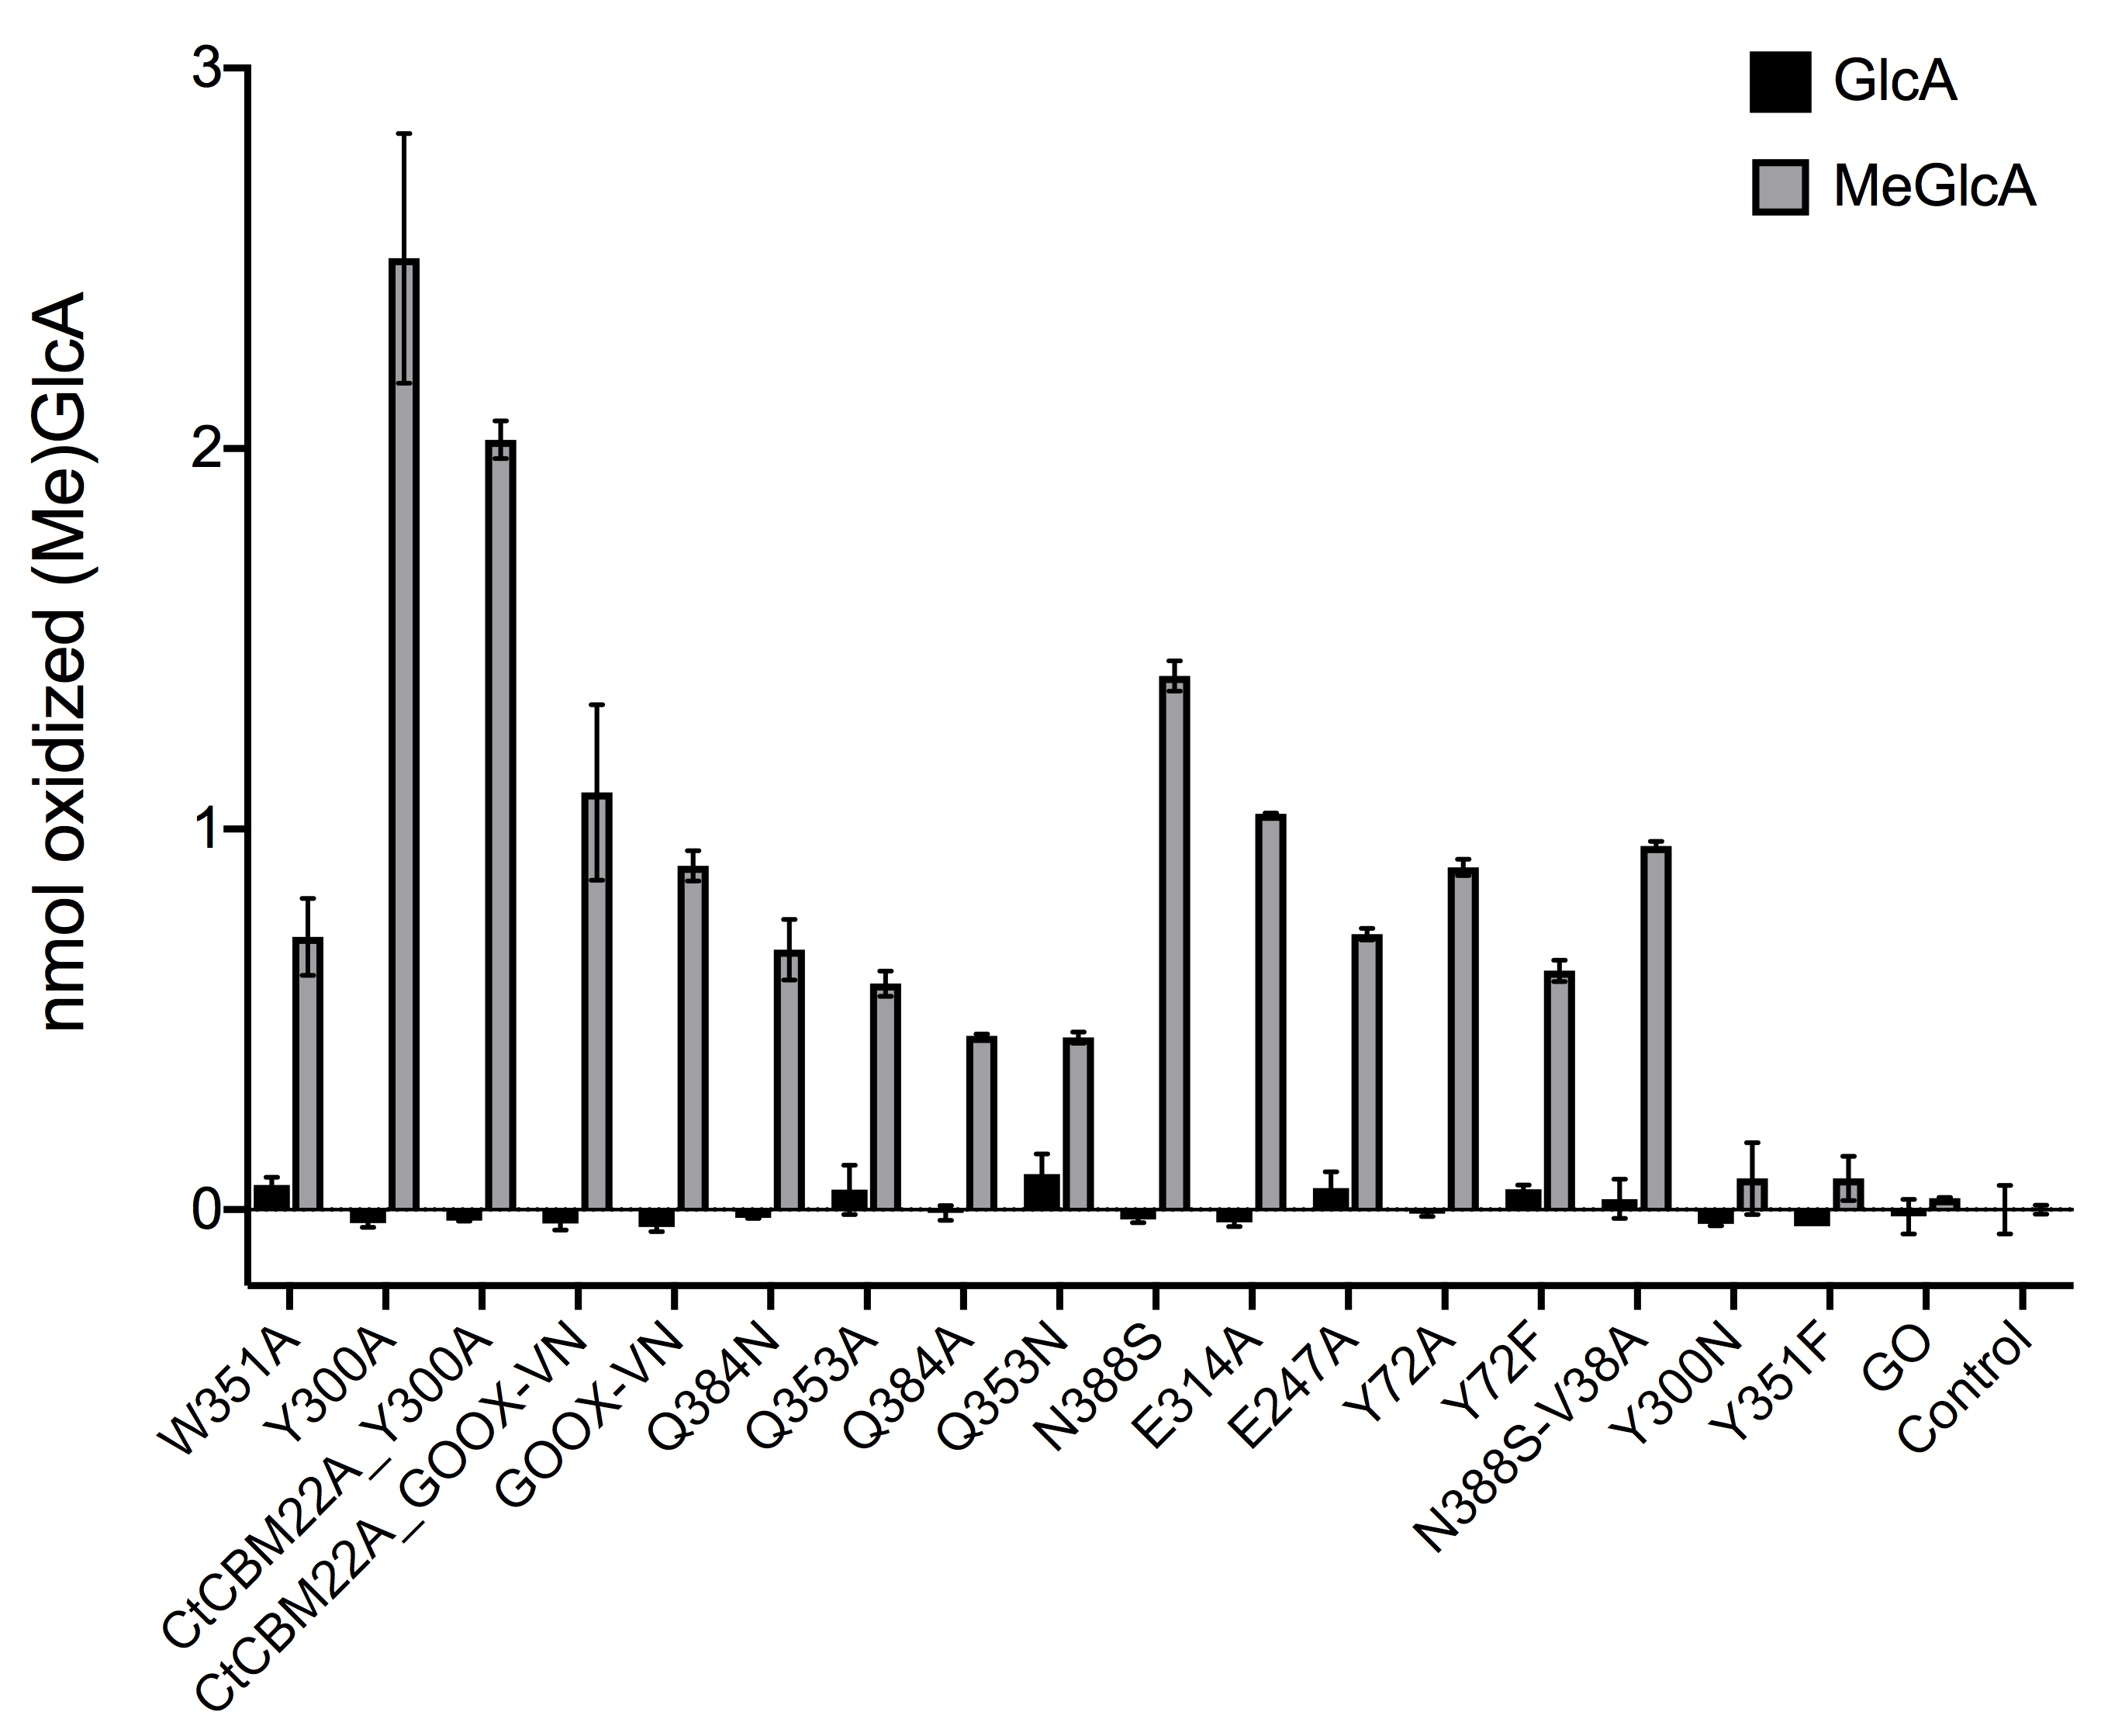 nmol oxidized (Me)GlcA
3
2
1
0
GlcA
MeGlcA
W351A
Y300A
CtCBM22A_Y300A
CtCBM22A_GOOX-VN
GOOX-VN
Q384N
Q353A
Q384A
Q353N
N388S
E314A
E247A
Y72A
Y72F
N388S-V38A
Y300N
Y351F
GO
Control